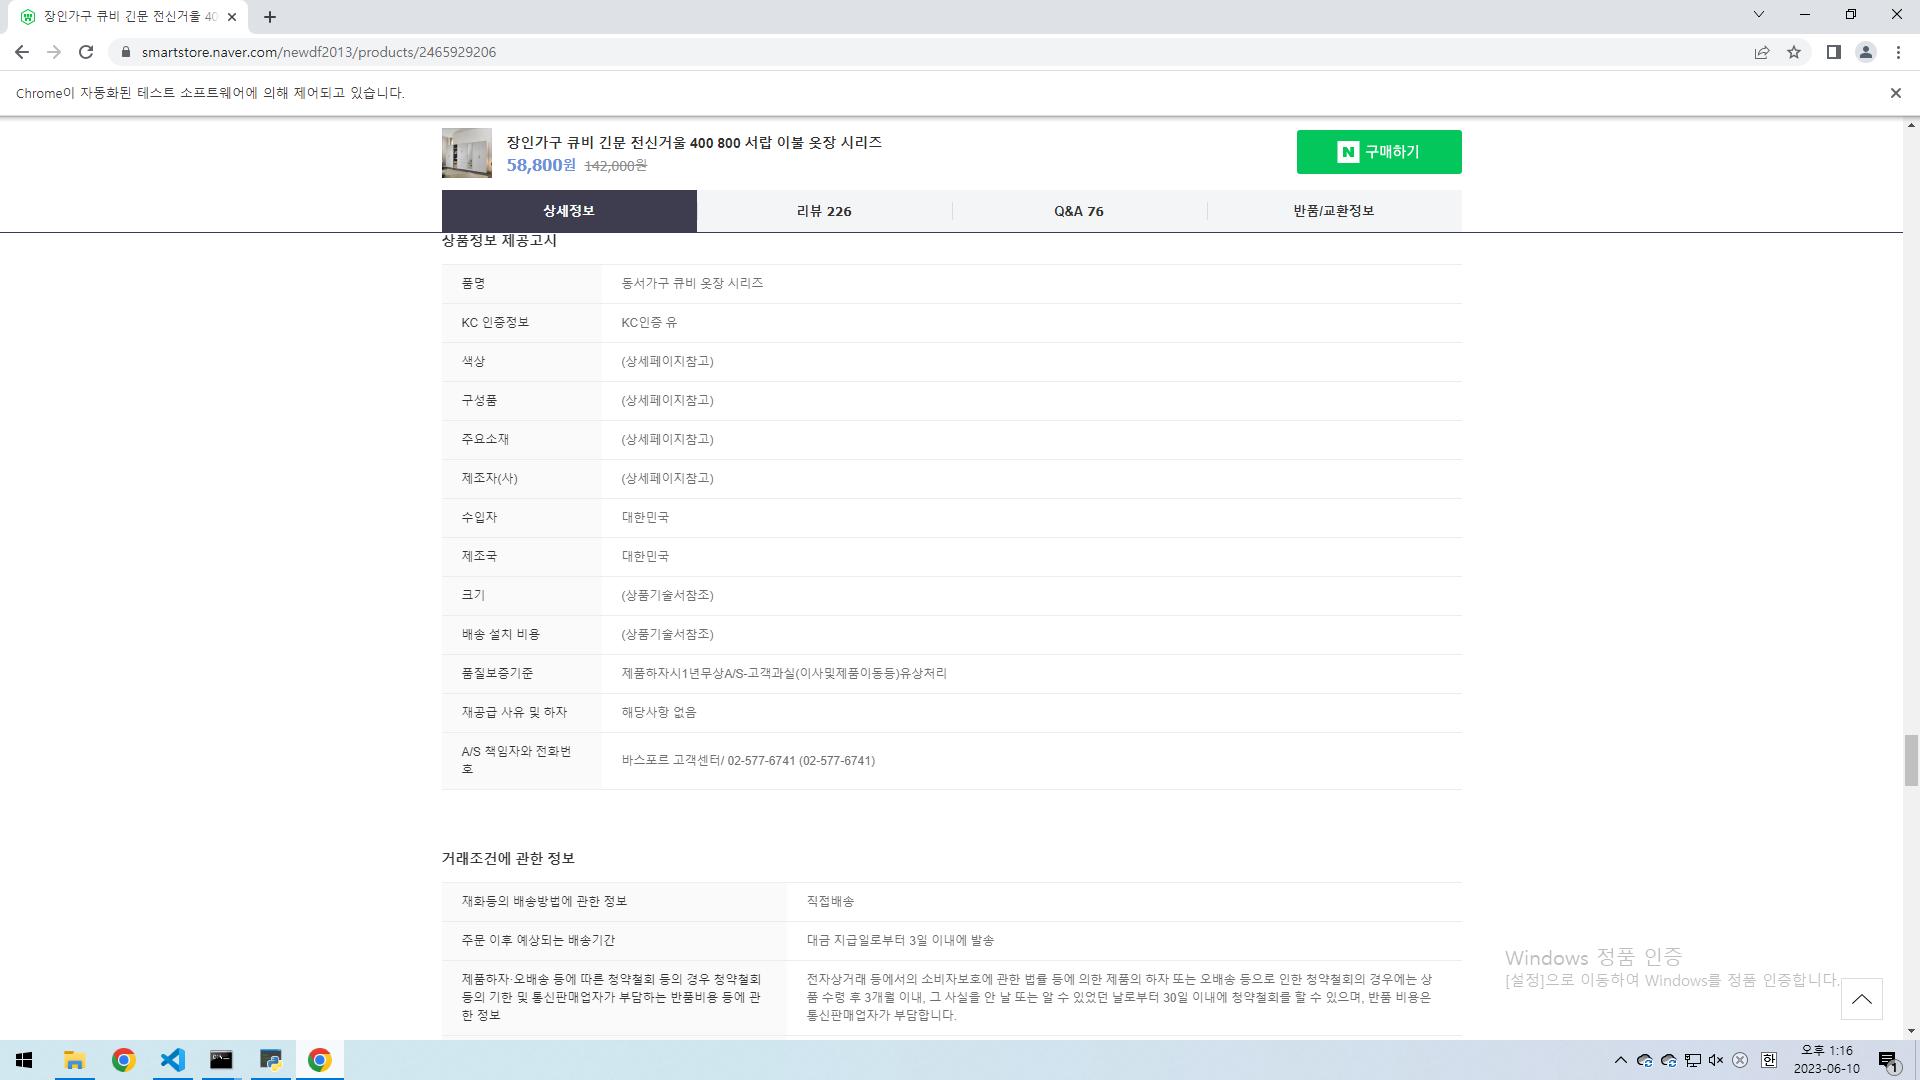 장인가구 큐비 긴문 전신거울 40
smartstore.naver.com/newdf2013/products/2465929206
Chrome이 자동화된 테스트 소프트웨어에 의해 제어되고 있습니다.
장인가구 큐비 긴문 전신거울 400 800 서랍 이불 옷장 시리즈
58,800원 142,000원
N 구매하기
상세정보 리뷰 226 Q&A 76 반품/교환정보
상품정보 제공고시
품명 동서가구 큐비 옷장 시리즈
KC 인증정보 KC인증 유
색상 (상세페이지참고)
구성품 (상세페이지참고)
주요소재 (상세페이지참고)
제조자(사) (상세페이지참고)
수입자 대한민국
제조국 대한민국
크기 (상품기술서참조)
배송 설치 비용 (상품기술서참조)
품질보증기준 제품하자시1년무상A/S-고객과실(이사및제품이동등)유상처리
재공급 사유 및 하자 해당사항 없음
A/S 책임자와 전화번
호
바스포르 고객센터/ 02-577-6741 (02-577-6741)
거래조건에 관한 정보
재화등의 배송방법에 관한 정보 직접배송
주문 이후 예상되는 배송기간 대금 지급일로부터 3일 이내에 발송
제품하자·오배송 등에 따른 청약철회 등의 경우 청약철회
등의 기한 및 통신판매업자가 부담하는 반품비용 등에 관
한 정보
전자상거래 등에서의 소비자보호에 관한 법률 등에 의한 제품의 하자 또는 오배송 등으로 인한 청약철회의 경우에는 상
품 수령 후 3개월 이내, 그 사실을 안 날 또는 알 수 있었던 날로부터 30일 이내에 청약철회를 할 수 있으며, 반품 비용은
통신판매업자가 부담합니다.
Windows 정품 인증
[설정]으로 이동하여 Windows를 정품 인증합니다.
한
오후 1:16
2023-06-10
1